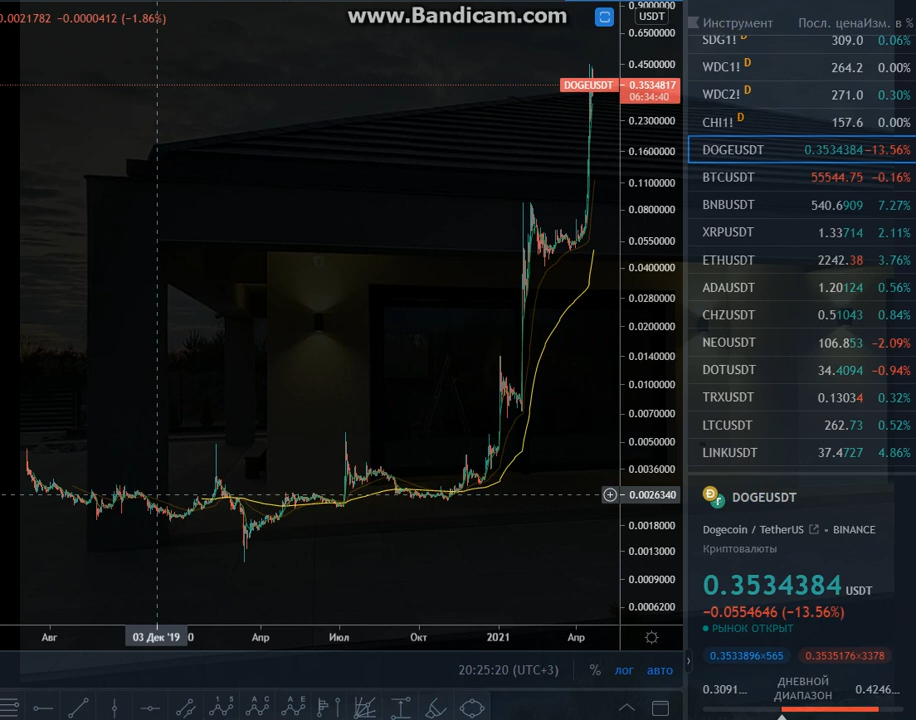 www.Bandicam.com
0.0021782 −0.0000412 (−1.86%)
0.9000000
USDT
0.6500000
0.4500000
DOGEUSDT 0.3534817
06:34:40
0.2300000
0.1600000
0.1100000
0.0800000
0.0550000
0.0400000
0.0280000
0.0200000
0.0140000
0.0100000
0.0070000
0.0050000
0.0036000
0.0026340
0.0018000
0.0013000
0.0009000
0.0006200
Авг 03 Дек '19 0 Апр Июл Окт 2021 Апр
20:25:20 (UTC+3) % лог авто
Инструмент Посл. цена Изм. в %
SDG1! D 309.0 0.06%
WDC1! D 264.2 0.00%
WDC2! D 271.0 0.30%
CHI1! D 157.6 0.00%
DOGEUSDT 0.3534384 −13.56%
BTCUSDT 55544.75 −0.16%
BNBUSDT 540.6909 7.27%
XRPUSDT 1.33714 2.11%
ETHUSDT 2242.38 3.76%
ADAUSDT 1.20124 0.56%
CHZUSDT 0.51043 0.84%
NEOUSDT 106.853 −2.09%
DOTUSDT 34.4094 −0.94%
TRXUSDT 0.13034 0.32%
LTCUSDT 262.73 0.52%
LINKUSDT 37.4727 4.86%
DOGEUSDT
Dogecoin / TetherUS • BINANCE
Криптовалюты
0.3534384 USDT
−0.0554646 (−13.56%)
РЫНОК ОТКРЫТ
0.3533896×565 0.3535176×3378
ДНЕВНОЙ
0.3091... ДИАПАЗОН 0.4246...